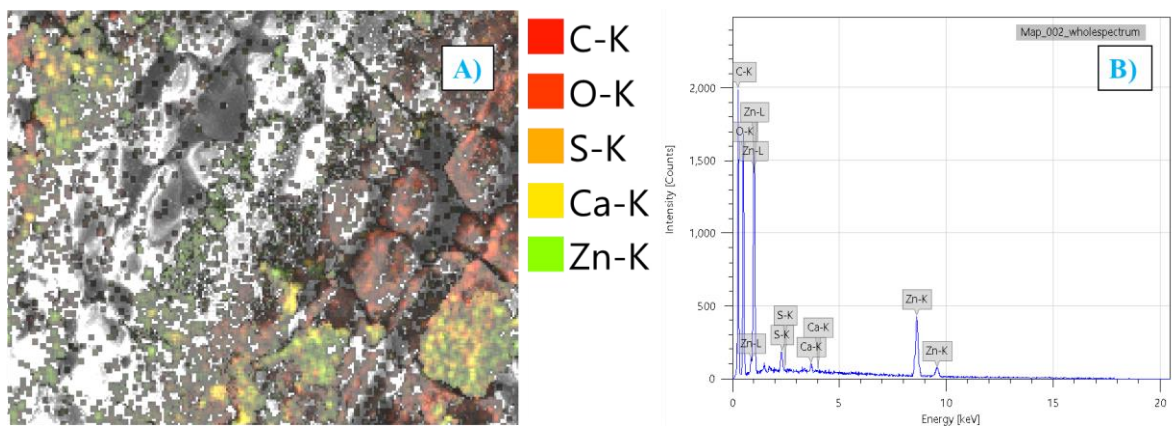 A)
C-K
O-K
S-K
Ca-K
Zn-K
Map_002_wholespectrum
B)
C-K
Zn-L
O-K
Zn-L
Zn-L
S-K
S-K
Ca-K
Ca-K
Zn-K
Zn-K
2,000
1,500
1,000
500
0
Intensity [Counts]
0
5
10
15
20
Energy [keV]